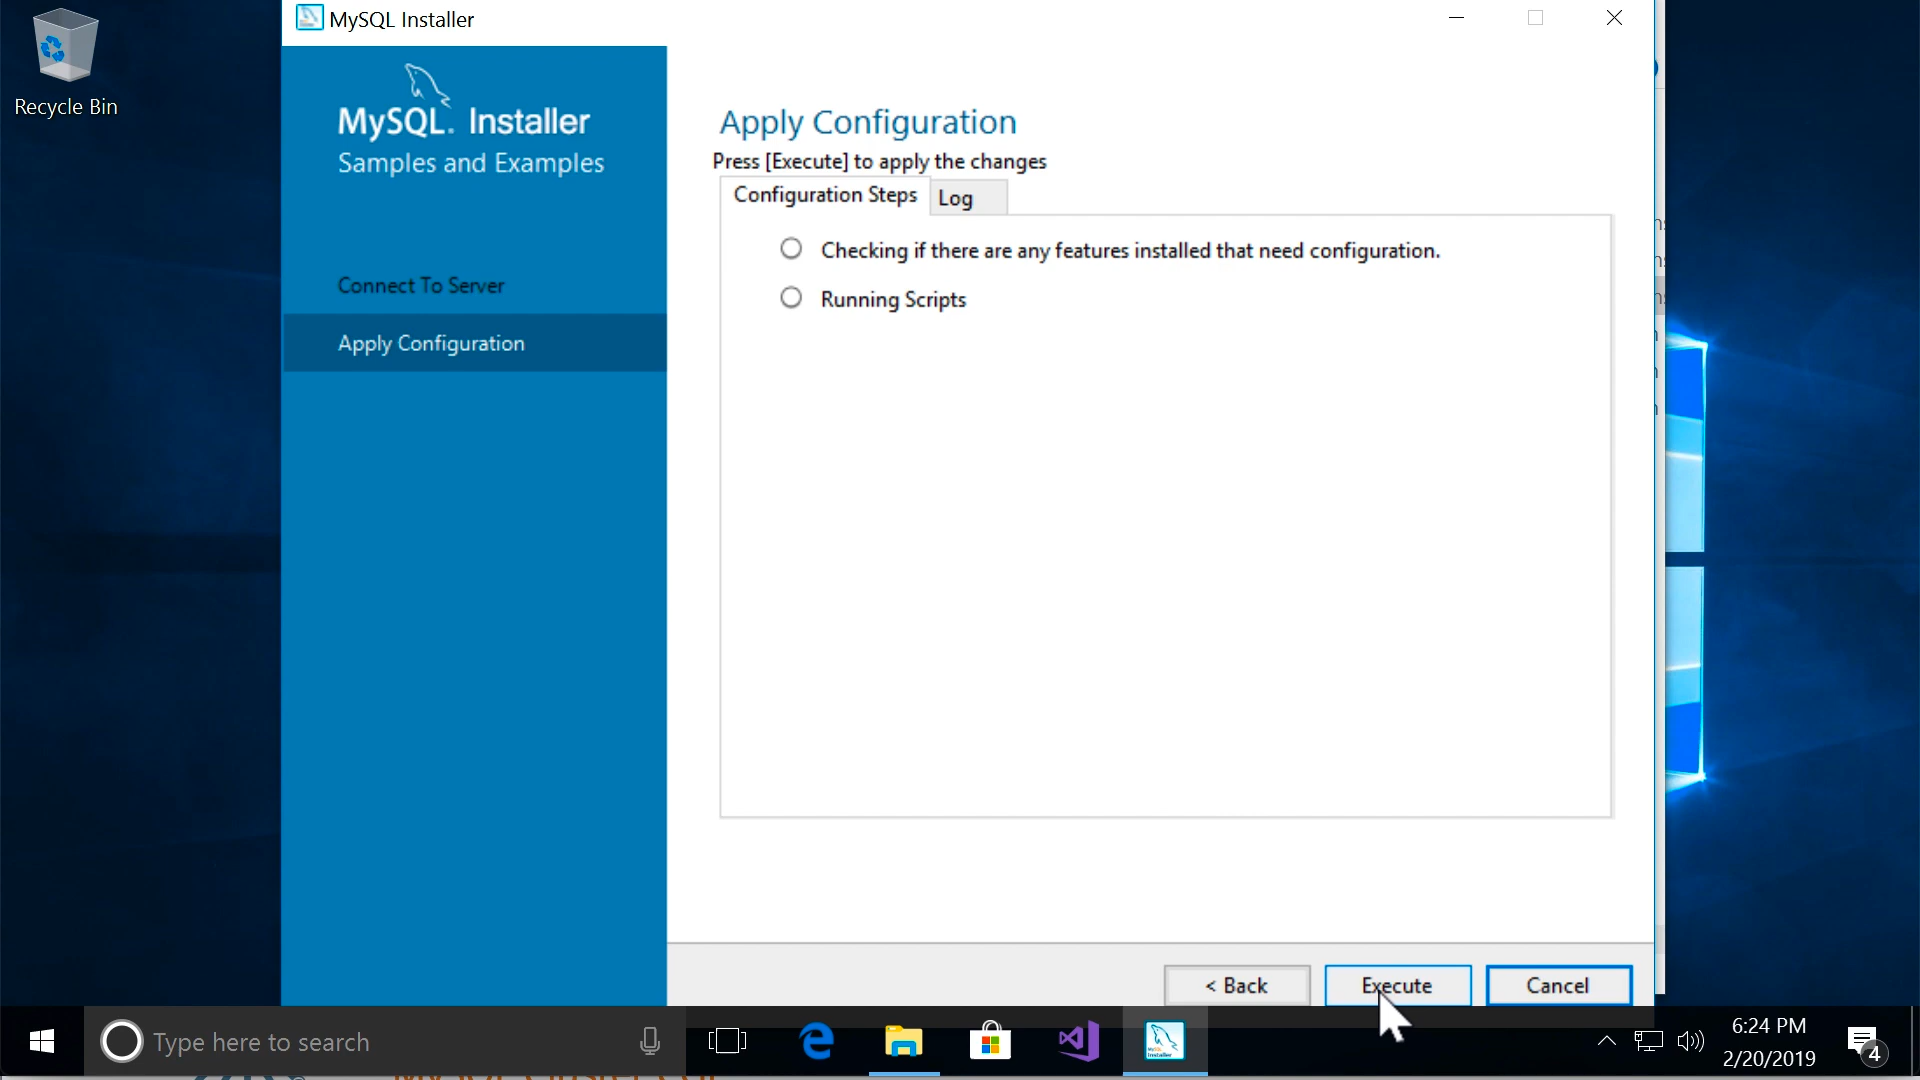 MySQL Installer
Recycle Bin
MySQL. Installer
Samples and Examples
Connect To Server
Apply Configuration
Apply Configuration
Press [Execute] to apply the changes
Configuration Steps
Log
Checking if there are any features installed that need configuration.
Running Scripts
< Back
Execute
Cancel
Type here to search
6:24 PM
2/20/2019
4